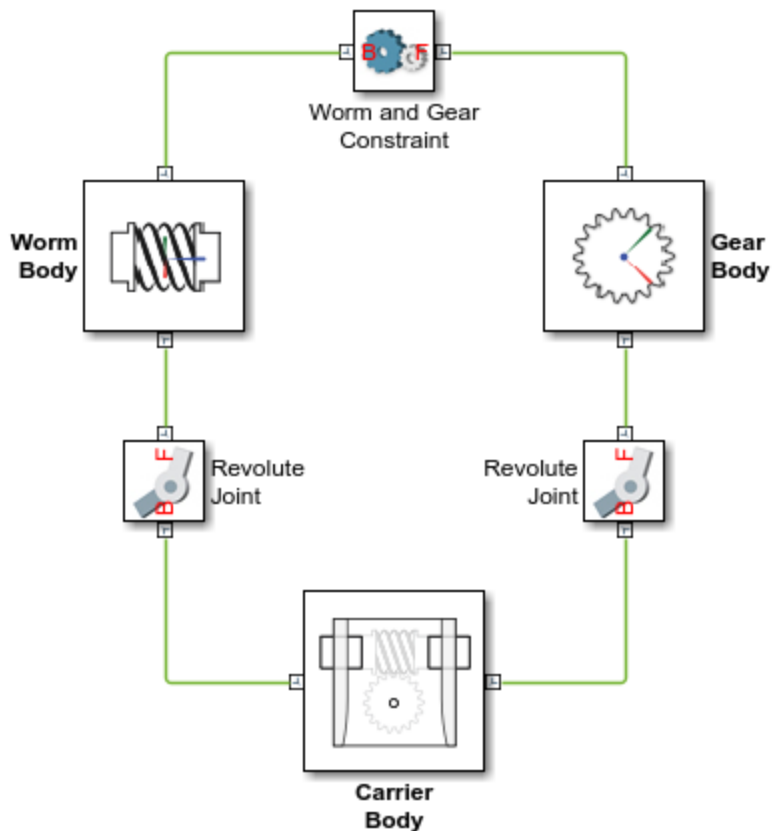 B F
Worm and Gear
Constraint
Worm
Body
Gear
Body
F
B
Revolute
Joint
Revolute
Joint
F
B
Carrier
Body